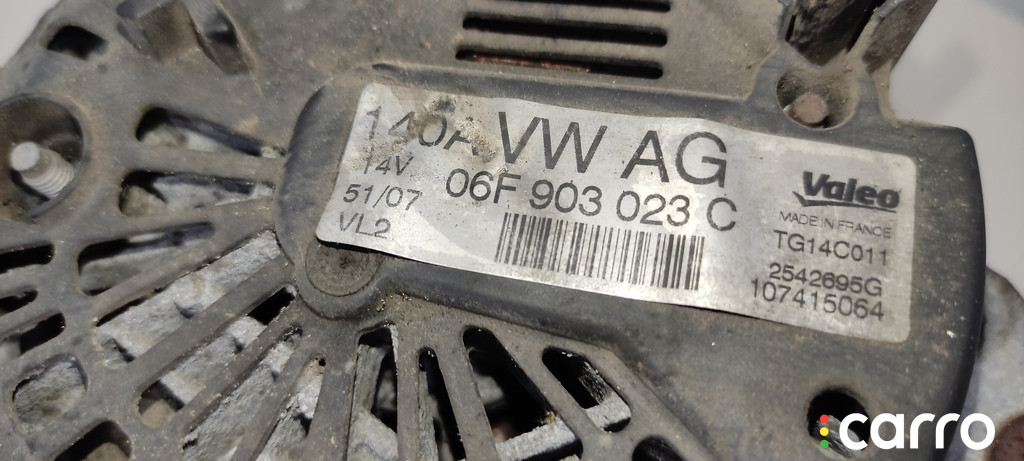 140A VW AG
14V 06F 903 023 C
51/07
VL2
Valeo
MADE IN FRANCE
TG14C011
2542695G
107415064
carro